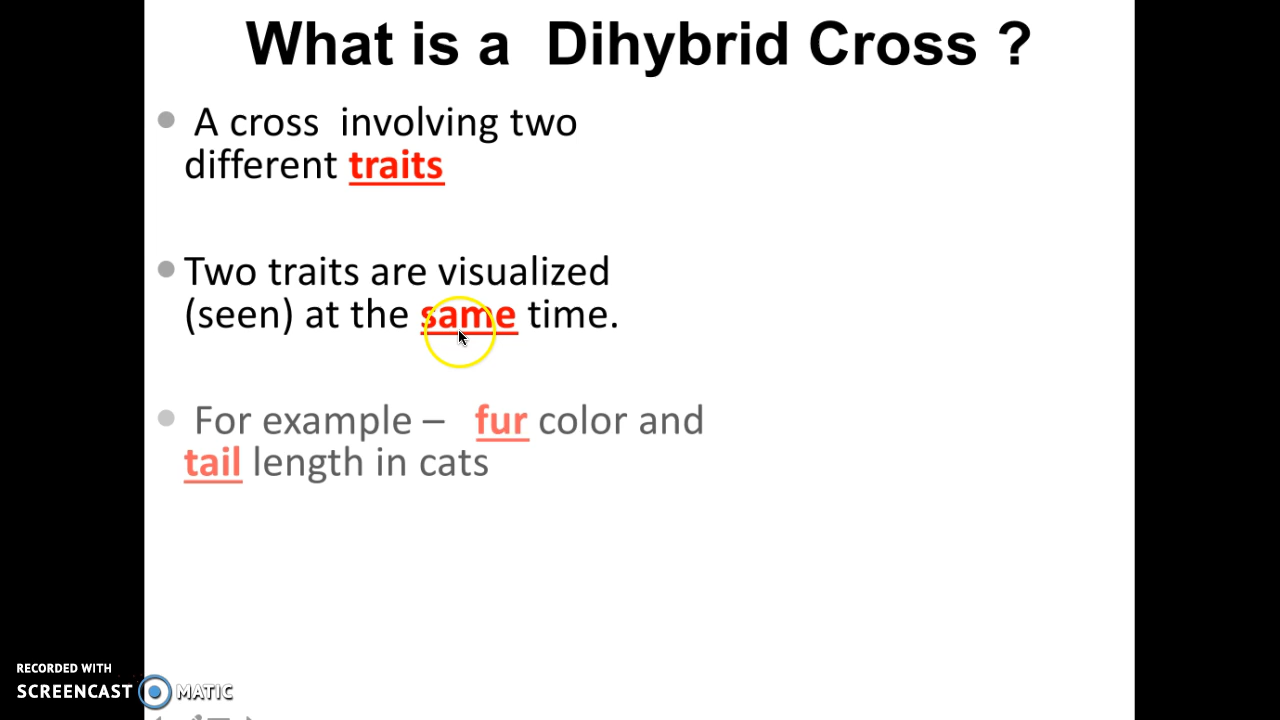 What is a Dihybrid Cross ?
A cross involving two
different traits
Two traits are visualized
(seen) at the same time.
For example – fur color and
tail length in cats
RECORDED WITH
SCREENCAST MATIC